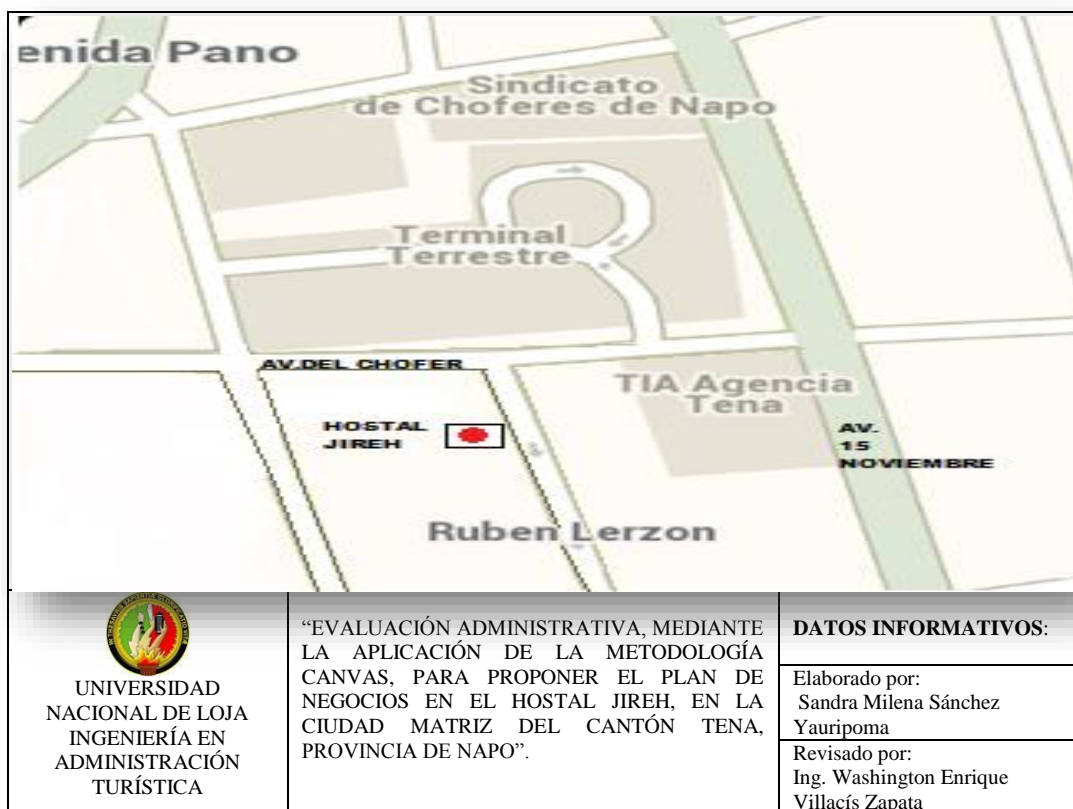 enida Pano
Sindicato
de Choferes de Napo
Terminal
Terrestre
AV.DEL CHOFER
TIA Agencia
Tena
HOSTAL
JIREH
AV.
15
NOVIEMBRE
Ruben Lerzon
UNIVERSIDAD
NACIONAL DE LOJA
INGENIERÍA EN
ADMINISTRACIÓN
TURÍSTICA
“EVALUACIÓN ADMINISTRATIVA, MEDIANTE
LA APLICACIÓN DE LA METODOLOGÍA
CANVAS, PARA PROPONER EL PLAN DE
NEGOCIOS EN EL HOSTAL JIREH, EN LA
CIUDAD MATRIZ DEL CANTÓN TENA,
PROVINCIA DE NAPO”.
DATOS INFORMATIVOS:
Elaborado por:
Sandra Milena Sánchez
Yauripoma
Revisado por:
Ing. Washington Enrique
Villacís Zapata